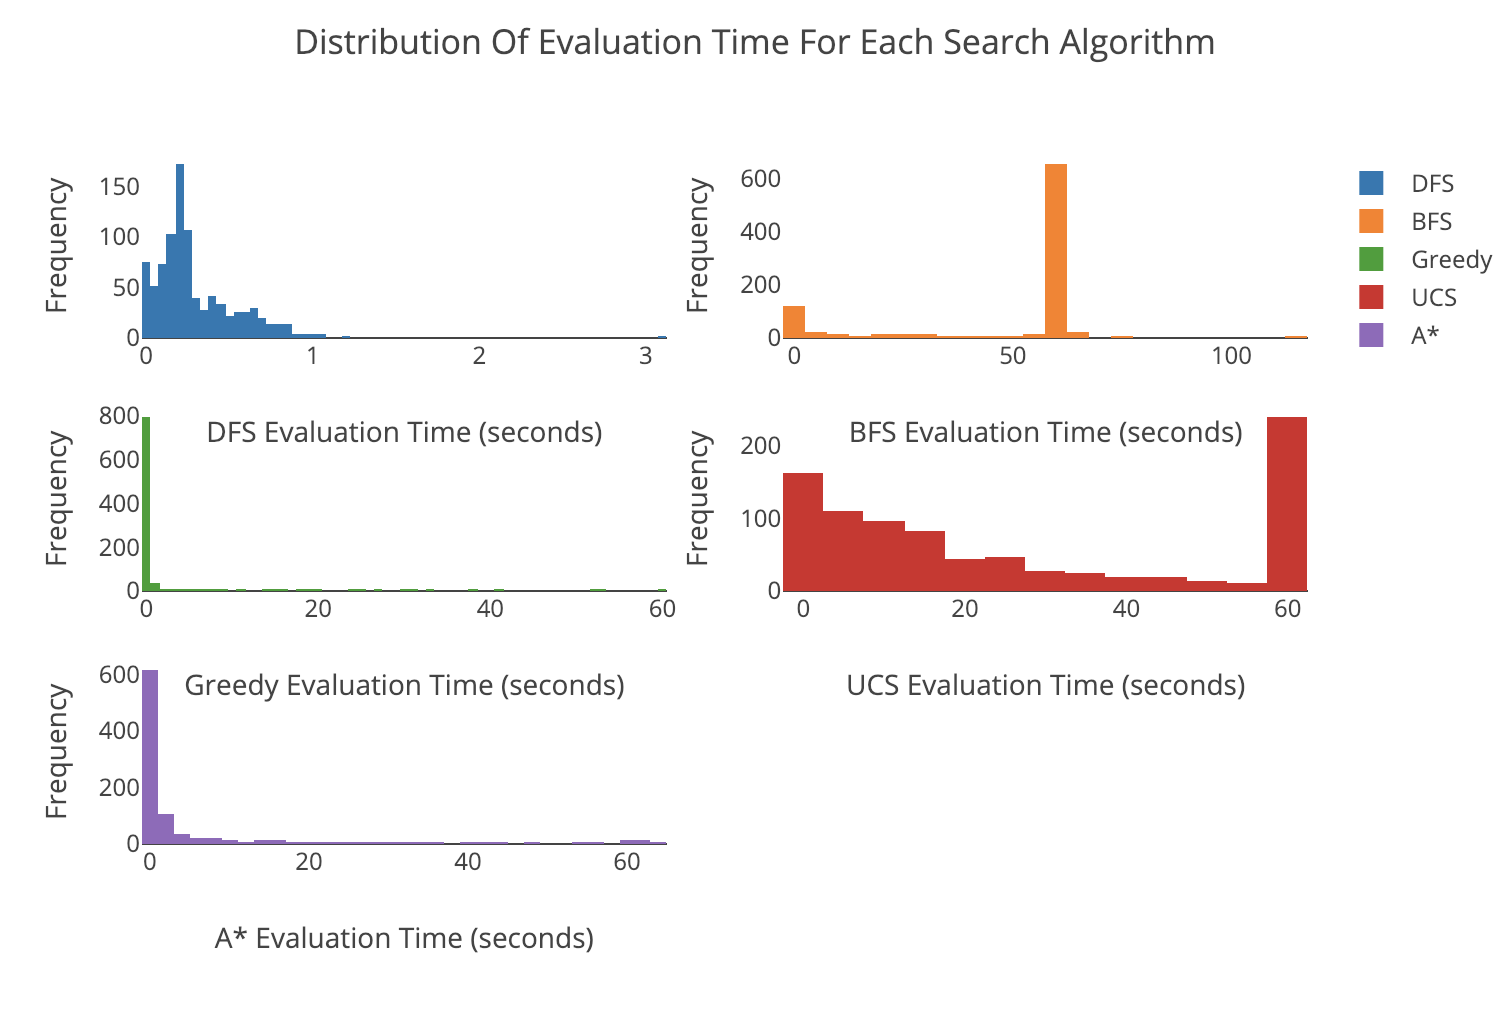 Distribution Of Evaluation Time For Each Search Algorithm
Frequency
150
100
50
0
0 1 2 3
DFS Evaluation Time (seconds)
Frequency
600
400
200
0
0 50 100
BFS Evaluation Time (seconds)
DFS
BFS
Greedy
UCS
A*
Frequency
800
600
400
200
0
0 20 40 60
Greedy Evaluation Time (seconds)
Frequency
200
100
0
0 20 40 60
UCS Evaluation Time (seconds)
Frequency
600
400
200
0
0 20 40 60
A* Evaluation Time (seconds)